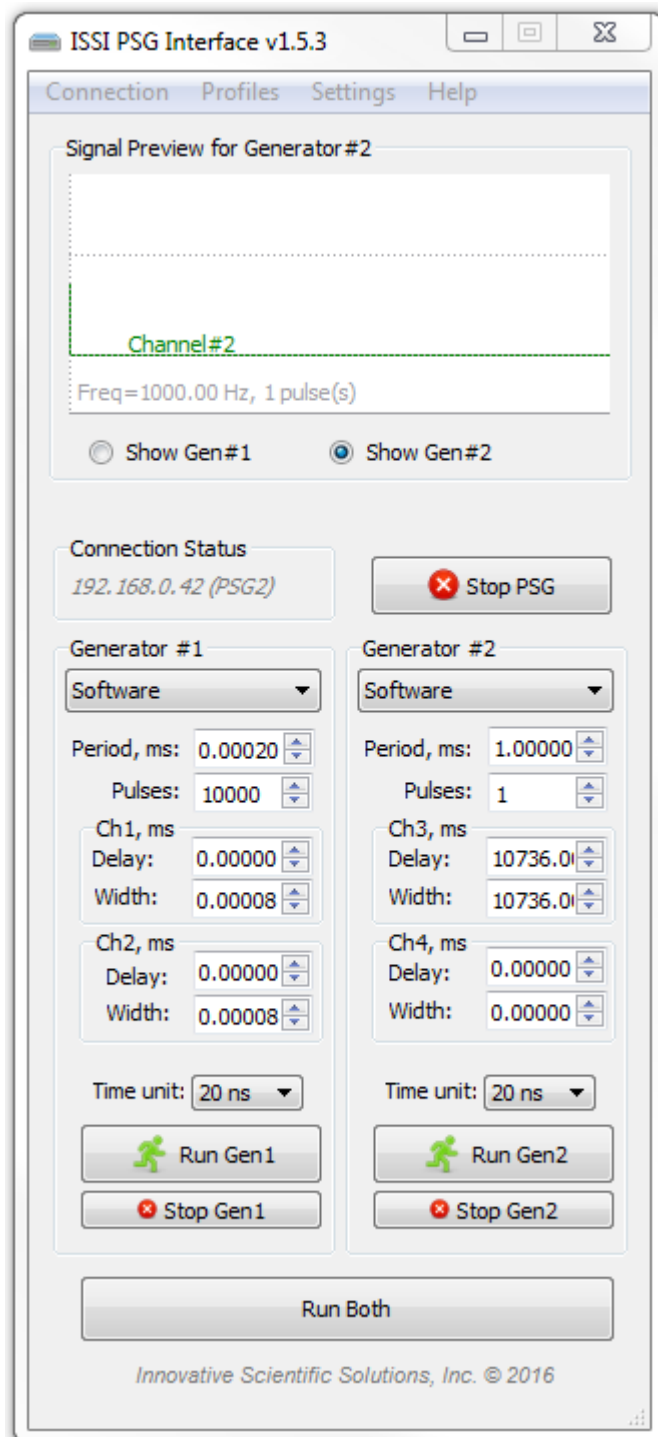 ISSI PSG Interface v1.5.3
Connection Profiles Settings Help
Signal Preview for Generator#2
Channel#2
Freq=1000.00 Hz, 1 pulse(s)
Show Gen#1 Show Gen#2
Connection Status
192.168.0.42 (PSG2)
Stop PSG
Generator #1
Software
Period, ms: 0.00020
Pulses: 10000
Ch1, ms
Delay: 0.00000
Width: 0.00008
Ch2, ms
Delay: 0.00000
Width: 0.00008
Time unit: 20 ns
Run Gen1
Stop Gen1
Generator #2
Software
Period, ms: 1.00000
Pulses: 1
Ch3, ms
Delay: 10736.0
Width: 10736.0
Ch4, ms
Delay: 0.00000
Width: 0.00000
Time unit: 20 ns
Run Gen2
Stop Gen2
Run Both
Innovative Scientific Solutions, Inc. © 2016